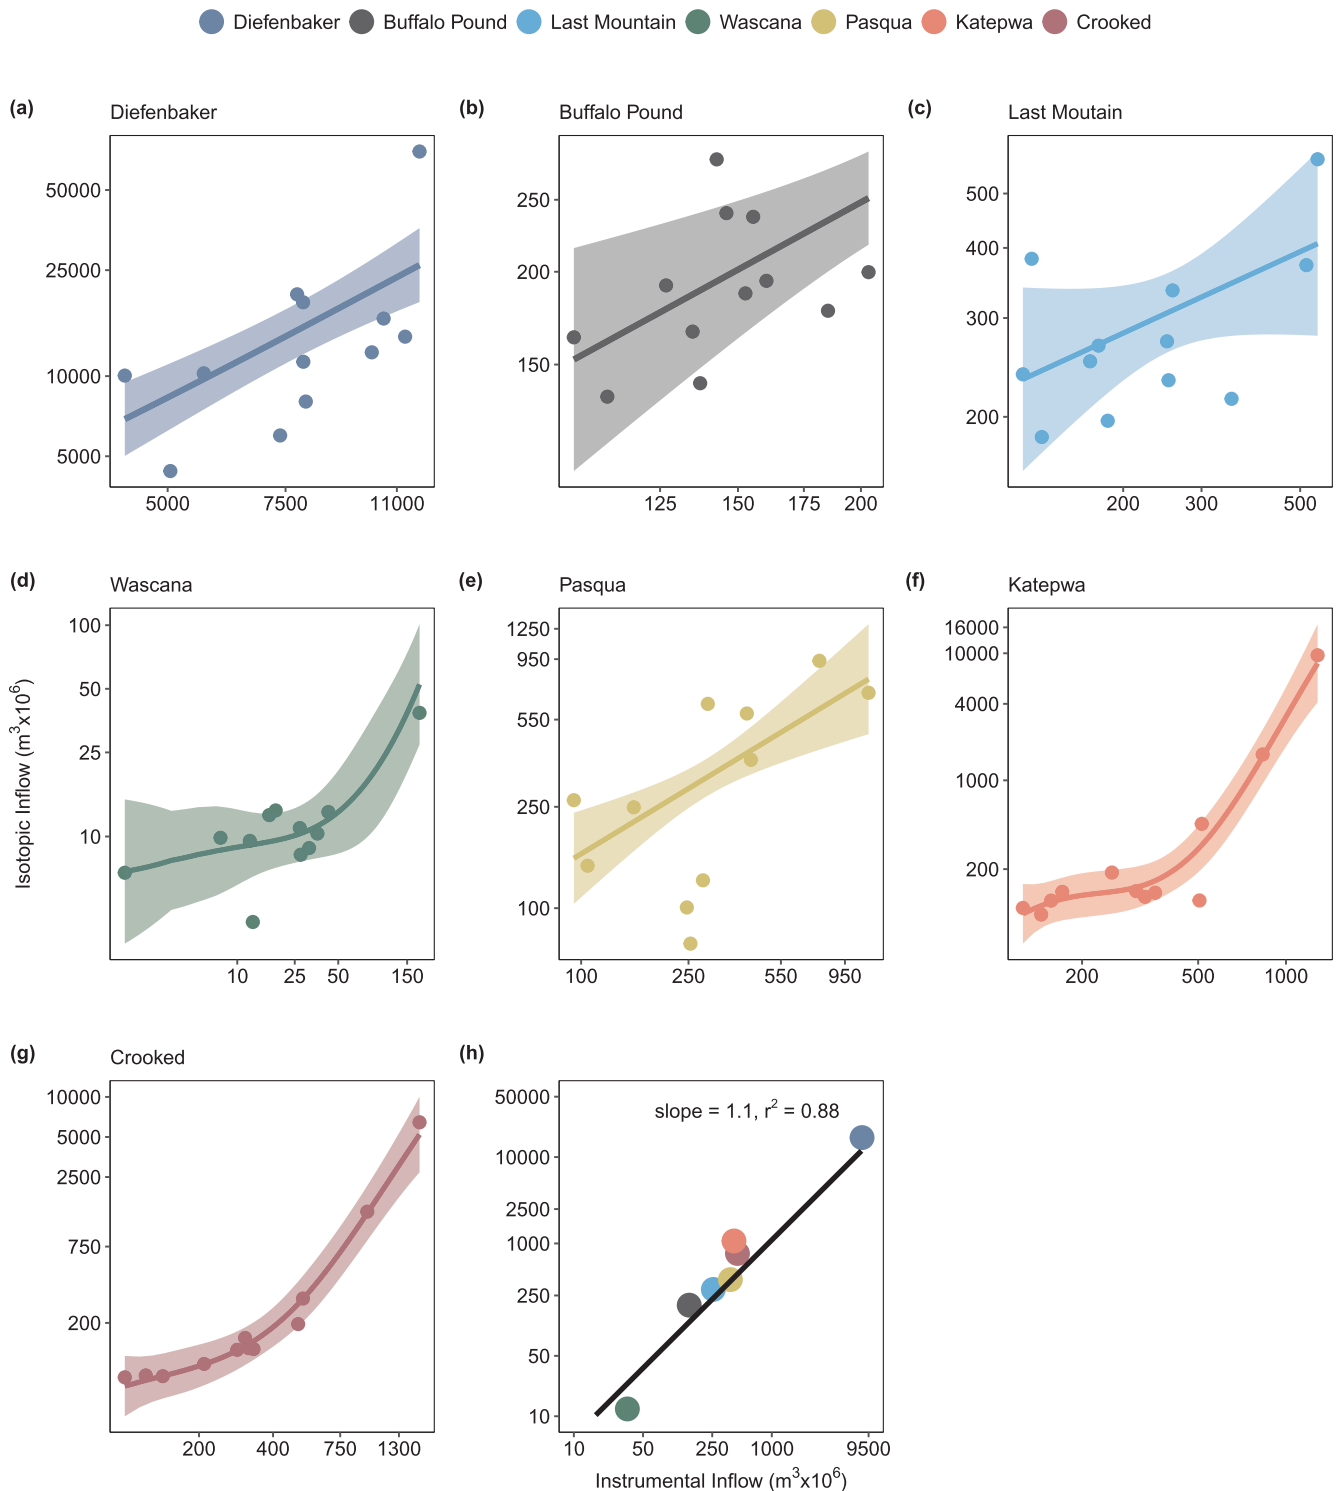 Diefenbaker Buffalo Pound Last Mountain Wascana Pasqua Katepwa Crooked
(a) Diefenbaker
50000
25000
10000
5000
5000 7500 11000
(b) Buffalo Pound
250
200
150
125 150 175 200
(c) Last Moutain
500
400
300
200
200 300 500
(d) Wascana
100
50
25
10
10 25 50 150
(e) Pasqua
1250
950
550
250
100
100 250 550 950
(f) Katepwa
16000
10000
4000
1000
200
200 500 1000
Isotopic Inflow (m³x10⁶)
(g) Crooked
10000
5000
2500
750
200
200 400 750 1300
(h)
slope = 1.1, r² = 0.88
50000
10000
2500
1000
250
50
10
10 50 250 1000 9500
Instrumental Inflow (m³x10⁶)